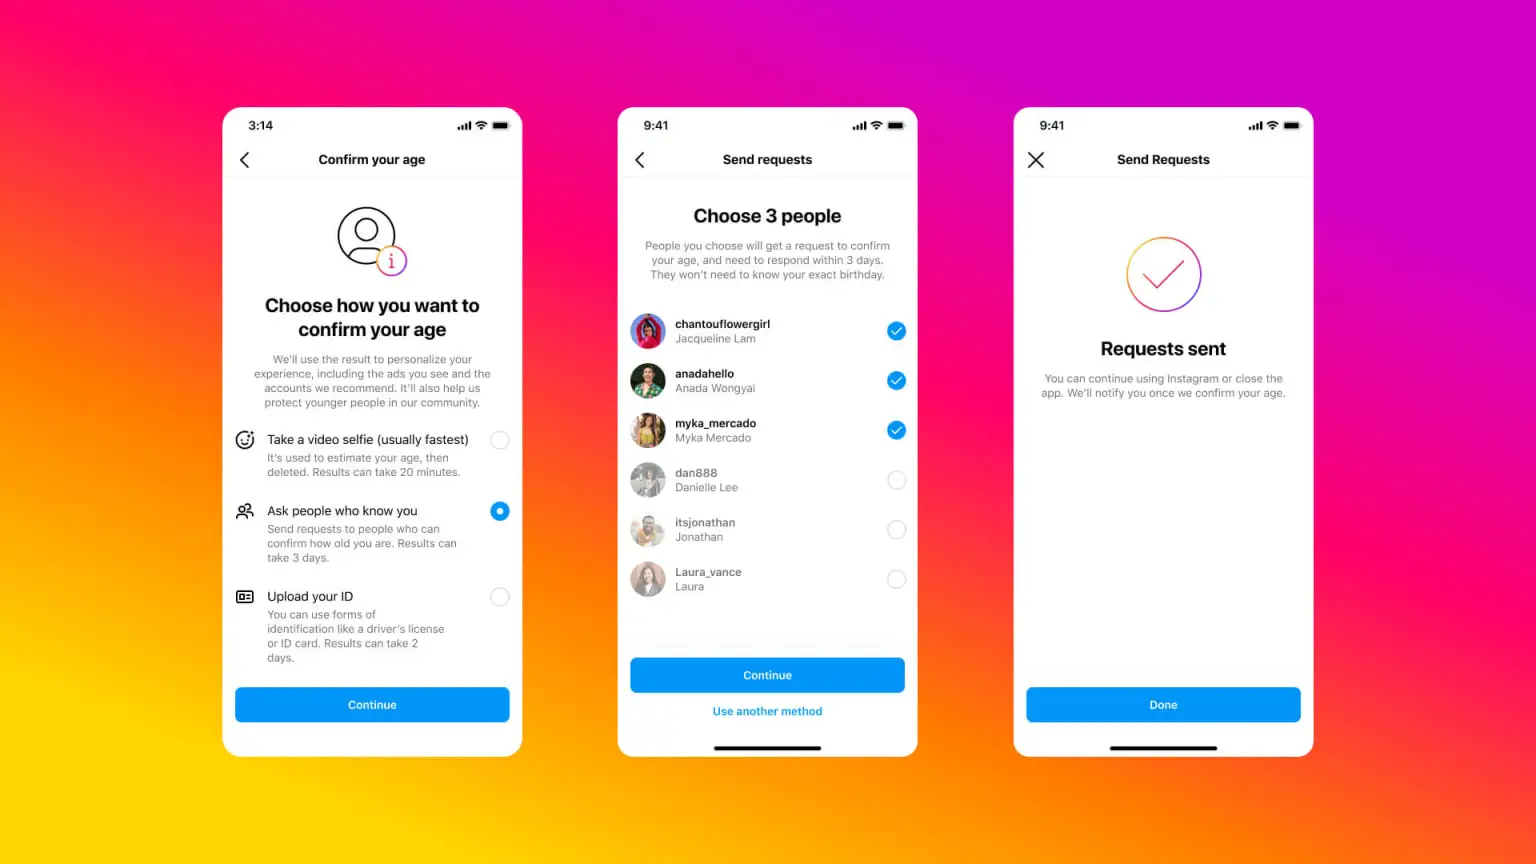 3:14
Confirm your age
i
Choose how you want to
confirm your age
We'll use the result to personalize your
experience, including the ads you see and the
accounts we recommend. It'll also help us
protect younger people in our community.
Take a video selfie (usually fastest)
It's used to estimate your age, then
deleted. Results can take 20 minutes.
Ask people who know you
Send requests to people who can
confirm how old you are. Results can
take 3 days.
Upload your ID
You can use forms of
identification like a driver's license
or ID card. Results can take 2
days.
Continue
9:41
Send requests
Choose 3 people
People you choose will get a request to confirm
your age, and need to respond within 3 days.
They won't need to know your exact birthday.
chantouflowergirl
Jacqueline Lam
anadahello
Anada Wongyai
myka_mercado
Myka Mercado
dan888
Danielle Lee
itsjonathan
Jonathan
Laura_vance
Laura
Continue
Use another method
9:41
Send Requests
Requests sent
You can continue using Instagram or close the
app. We'll notify you once we confirm your age.
Done